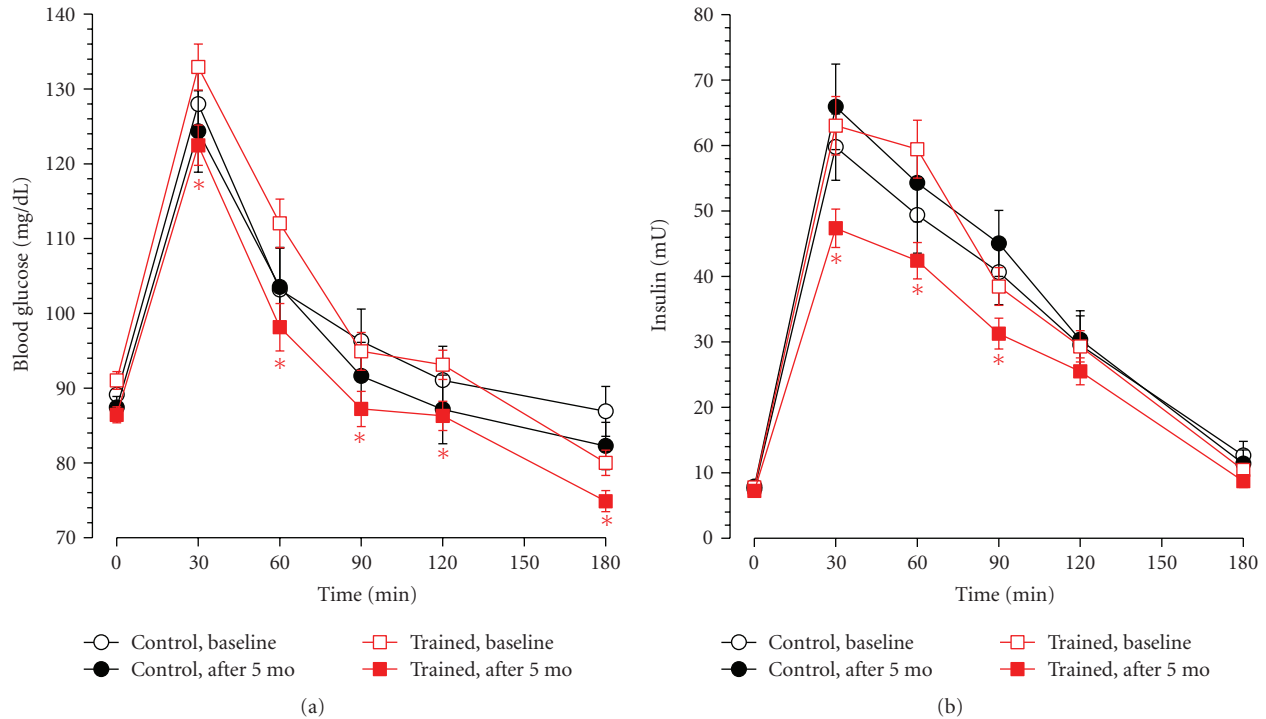 140
130
120
110
100
90
80
70
Blood glucose (mg/dL)
*
*
*
*
*
0 30 60 90 120 150 180
Time (min)
Control, baseline Trained, baseline
Control, after 5 mo Trained, after 5 mo
(a)
80
70
60
50
40
30
20
10
0
Insulin (mU)
*
*
*
0 30 60 90 120 150 180
Time (min)
Control, baseline Trained, baseline
Control, after 5 mo Trained, after 5 mo
(b)